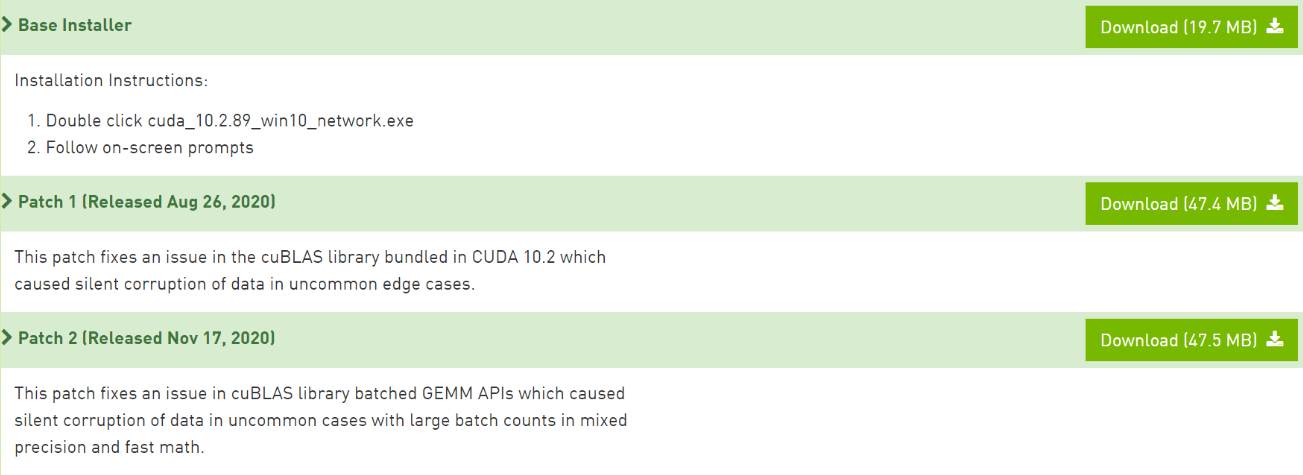 Base Installer
Download (19.7 MB)
Installation Instructions:
1. Double click cuda_10.2.89_win10_network.exe
2. Follow on-screen prompts
Patch 1 (Released Aug 26, 2020)
Download (47.4 MB)
This patch fixes an issue in the cuBLAS library bundled in CUDA 10.2 which
caused silent corruption of data in uncommon edge cases.
Patch 2 (Released Nov 17, 2020)
Download (47.5 MB)
This patch fixes an issue in cuBLAS library batched GEMM APIs which caused
silent corruption of data in uncommon cases with large batch counts in mixed
precision and fast math.